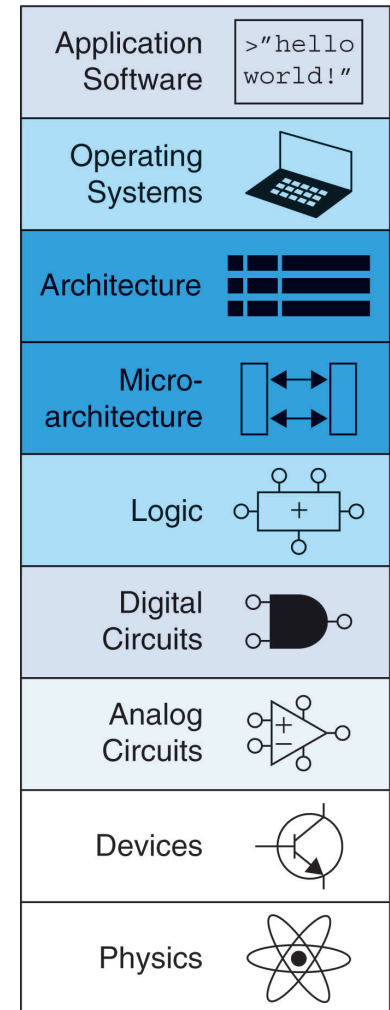 Application
Software
>"hello
world!"
Operating
Systems
Architecture
Micro-
architecture
Logic
+
Digital
Circuits
Analog
Circuits
+
−
Devices
Physics